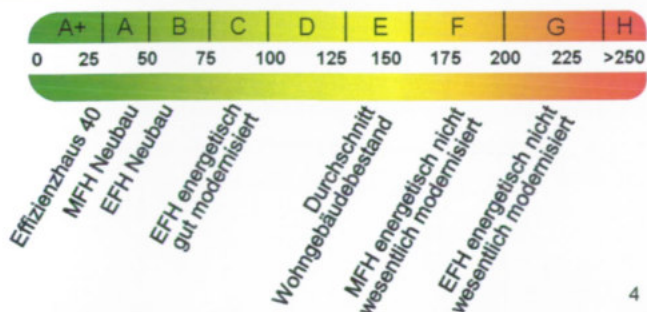 A+ A B C D E F G H
0 25 50 75 100 125 150 175 200 225 >250
Effizienzhaus 40
MFH Neubau
EFH Neubau
EFH energetisch
gut modernisiert
Durchschnitt
Wohngebäudebestand
MFH energetisch nicht
wesentlich modernisiert
EFH energetisch nicht
wesentlich modernisiert
4